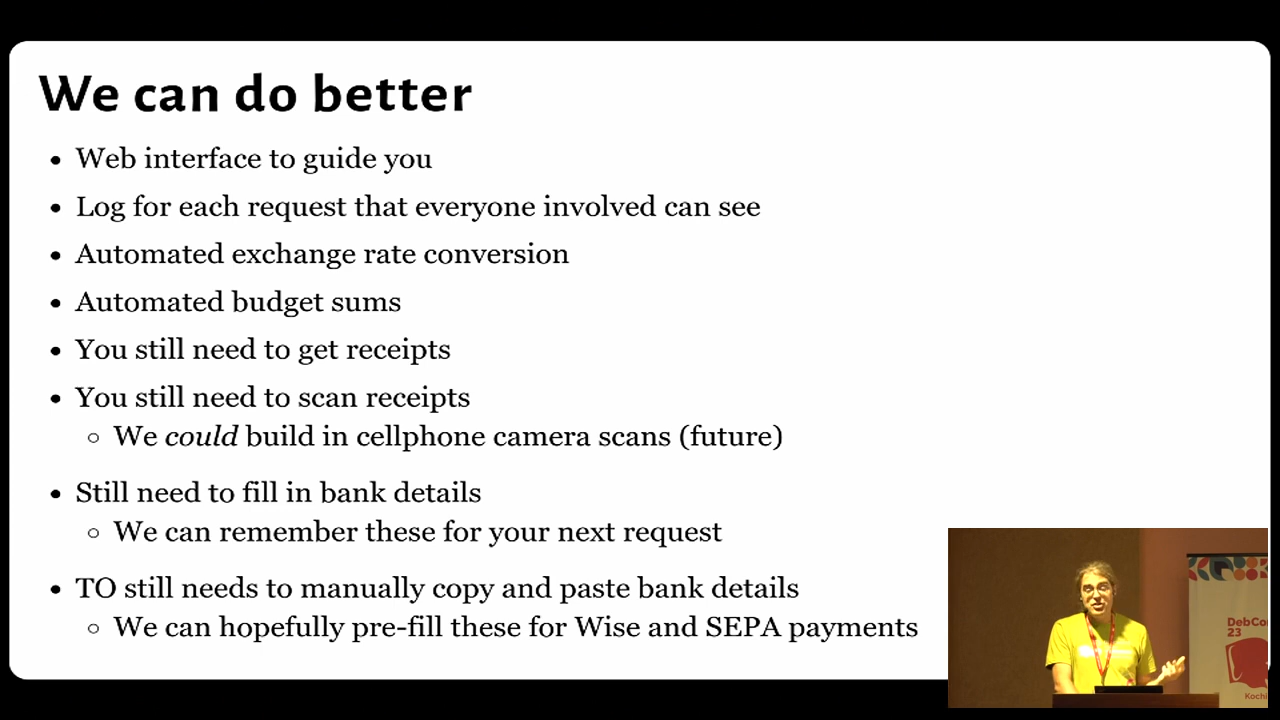 We can do better
• Web interface to guide you
• Log for each request that everyone involved can see
• Automated exchange rate conversion
• Automated budget sums
• You still need to get receipts
• You still need to scan receipts
○ We could build in cellphone camera scans (future)
• Still need to fill in bank details
○ We can remember these for your next request
• TO still needs to manually copy and paste bank details
○ We can hopefully pre-fill these for Wise and SEPA payments
23
Kochi